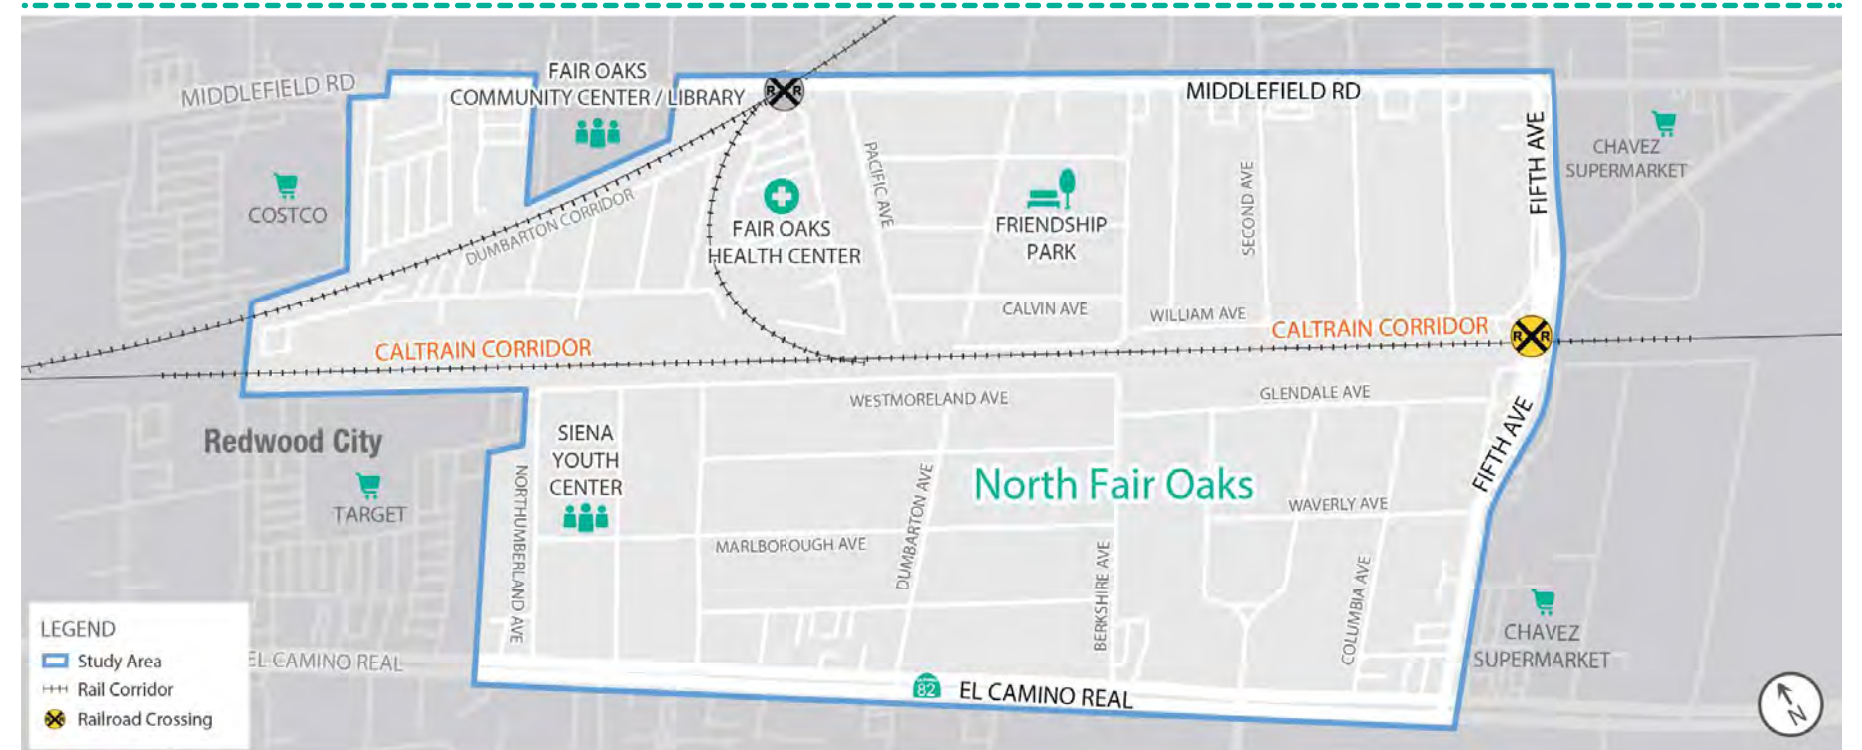 FAIR OAKS
COMMUNITY CENTER / LIBRARY
MIDDLEFIELD RD
R R
MIDDLEFIELD RD
FIFTH AVE
CHAVEZ
SUPERMARKET
COSTCO
DUMBARTON CORRIDOR
FAIR OAKS
HEALTH CENTER
PACIFIC AVE
FRIENDSHIP
PARK
SECOND AVE
CALVIN AVE
WILLIAM AVE
CALTRAIN CORRIDOR
CALTRAIN CORRIDOR
R R
WESTMORELAND AVE
GLENDALE AVE
FIFTH AVE
Redwood City
TARGET
SIENA
YOUTH
CENTER
NORTHUMBERLAND AVE
North Fair Oaks
WAVERLY AVE
MARLBOROUGH AVE
DUMBARTON AVE
BERKSHIRE AVE
COLUMBIA AVE
CHAVEZ
SUPERMARKET
EL CAMINO REAL
82
EL CAMINO REAL
LEGEND
Study Area
Rail Corridor
Railroad Crossing
N